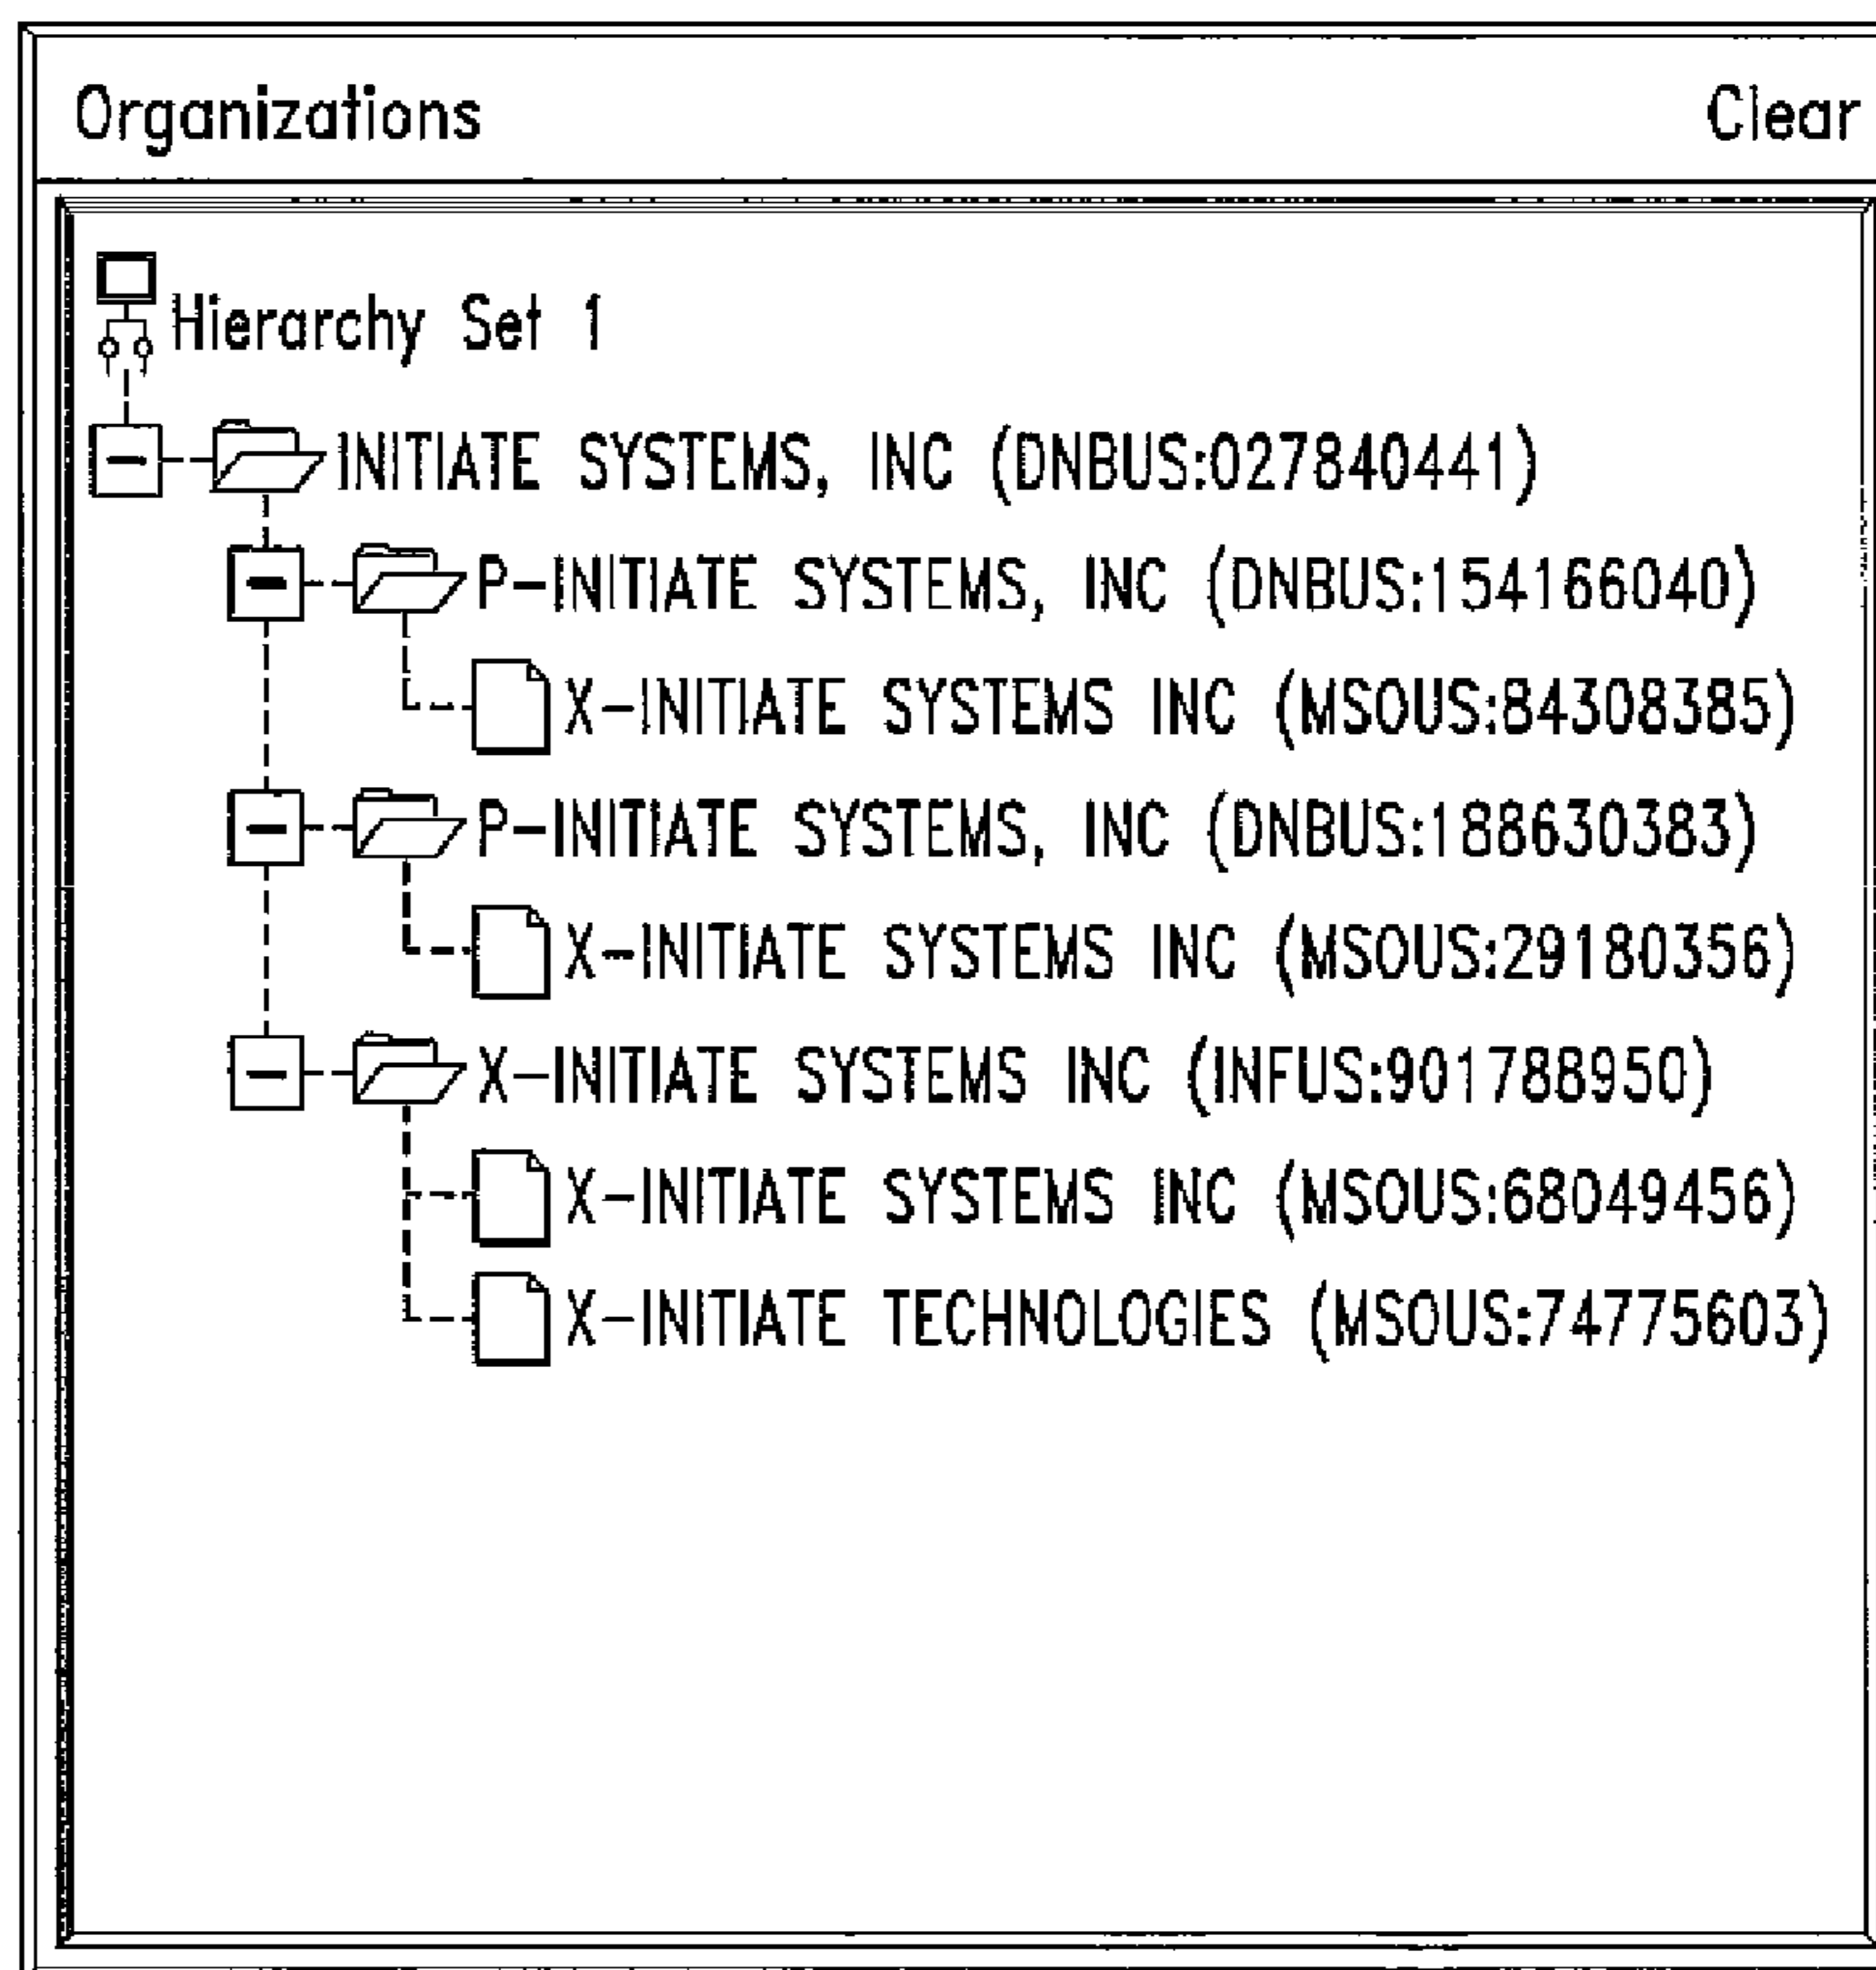 Organizations Clear
Hierarchy Set 1
INITIATE SYSTEMS, INC (DNBUS:027840441)
P-INITIATE SYSTEMS, INC (DNBUS:154166040)
X-INITIATE SYSTEMS INC (MSOUS:84308385)
P-INITIATE SYSTEMS, INC (DNBUS:188630383)
X-INITIATE SYSTEMS INC (MSOUS:29180356)
X-INITIATE SYSTEMS INC (INFUS:901788950)
X-INITIATE SYSTEMS INC (MSOUS:68049456)
X-INITIATE TECHNOLOGIES (MSOUS:74775603)